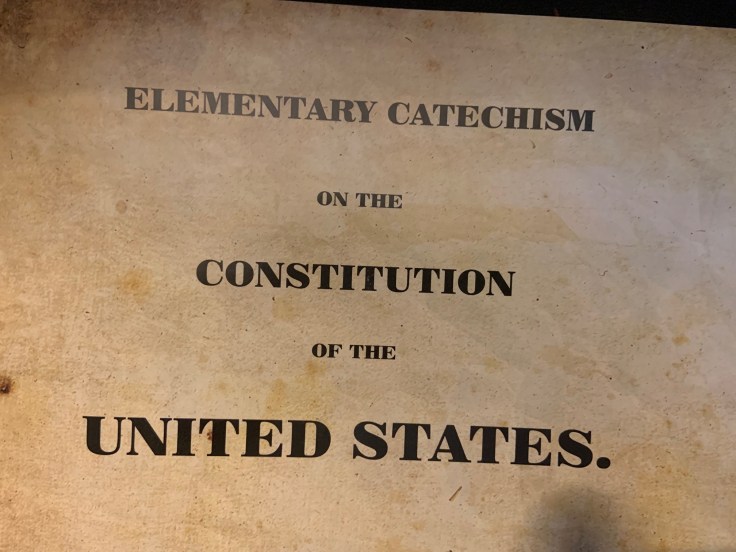 ELEMENTARY CATECHISM
ON THE
CONSTITUTION
OF THE
UNITED STATES.